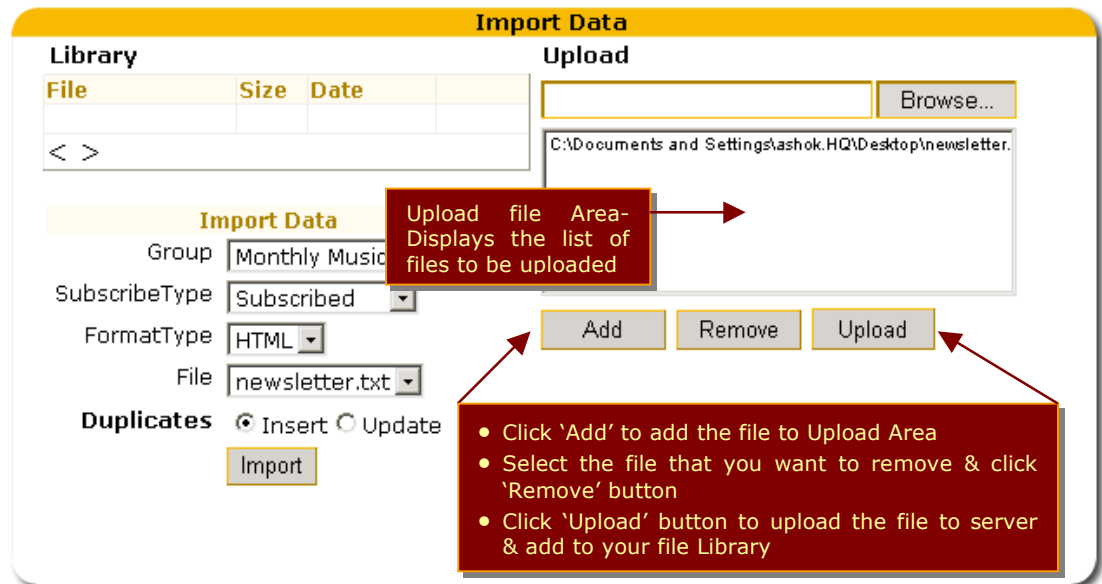 Import Data
Library
File Size Date
< >
Import Data
Group Monthly Music
SubscribeType Subscribed
FormatType HTML
File newsletter.txt
Duplicates Insert Update
Import
Upload
Browse...
C:\Documents and Settings\ashok.HQ\Desktop\newsletter.
Upload file Area-
Displays the list of
files to be uploaded
Add Remove Upload
• Click ‘Add’ to add the file to Upload Area
• Select the file that you want to remove & click
‘Remove’ button
• Click ‘Upload’ button to upload the file to server
& add to your file Library